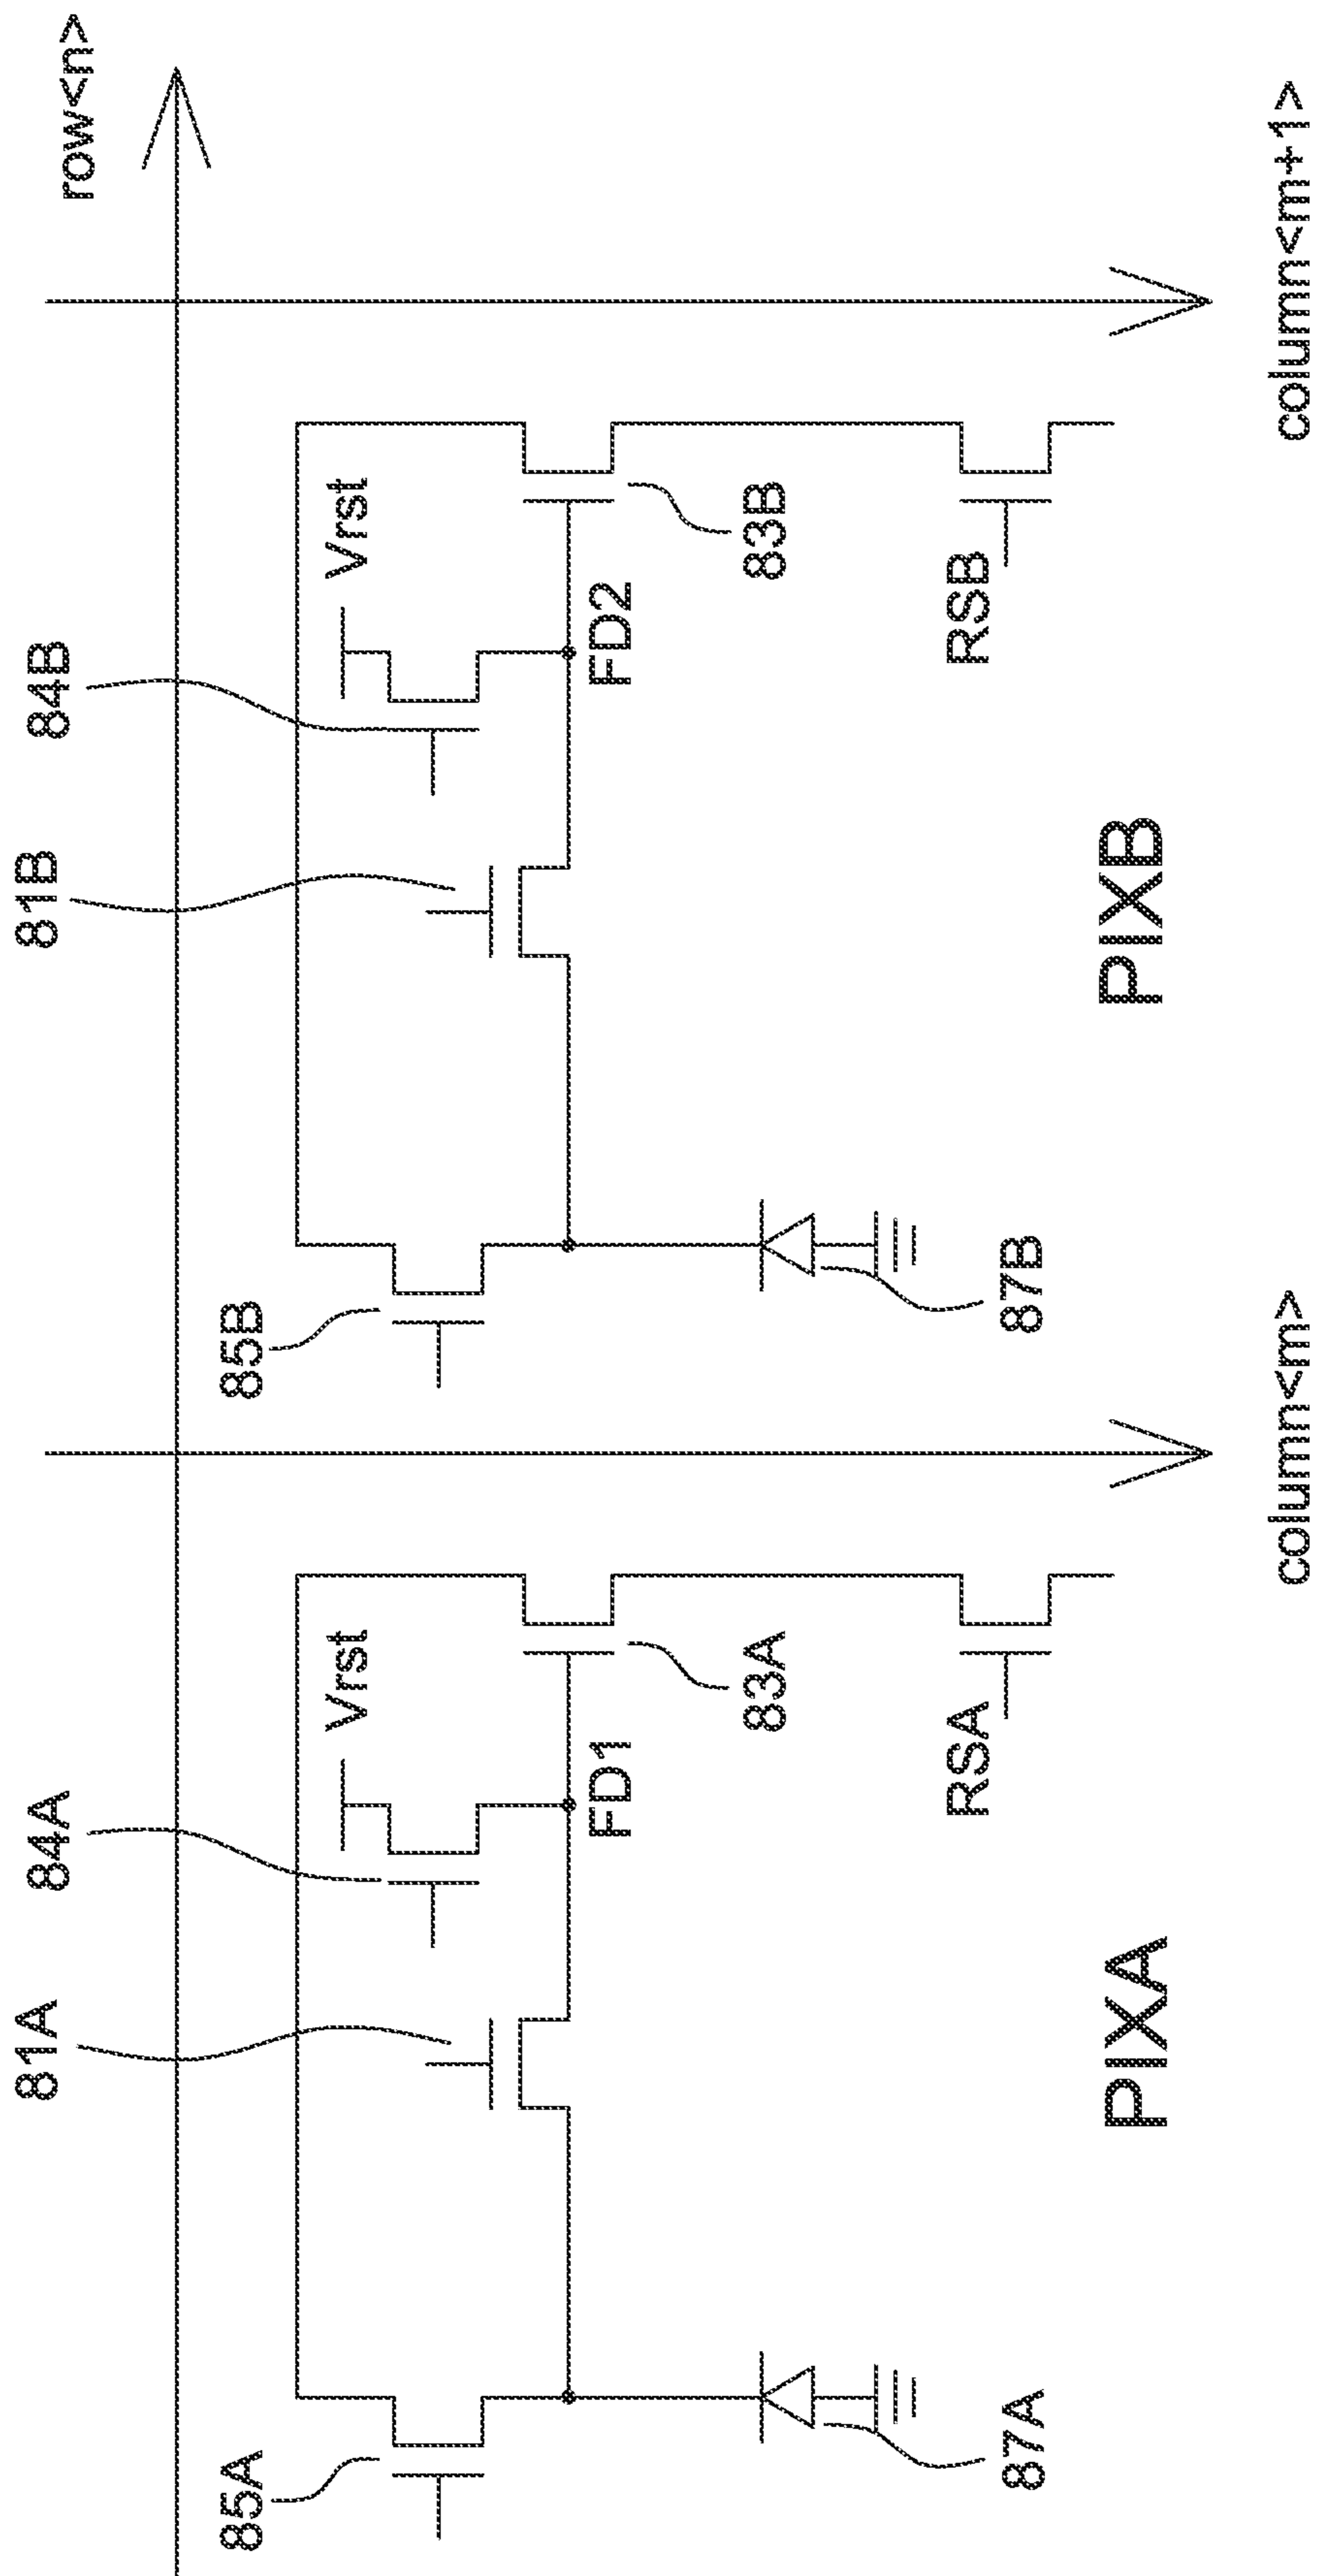 81A
84A
81B
84B
row<n>
85A
85B
Vrst
Vrst
FD1
FD2
83A
83B
RSA
RSB
87A
87B
PIXA
PIXB
column<m>
column<m+1>